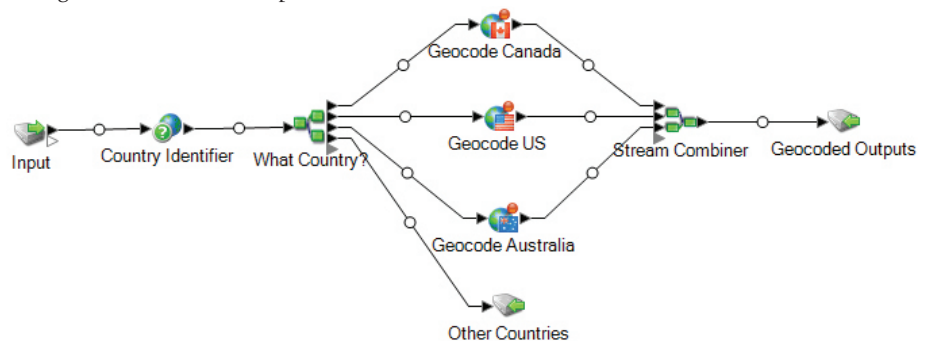 Geocode Canada
Input
Country Identifier
What Country?
Geocode US
Stream Combiner
Geocoded Outputs
Geocode Australia
Other Countries